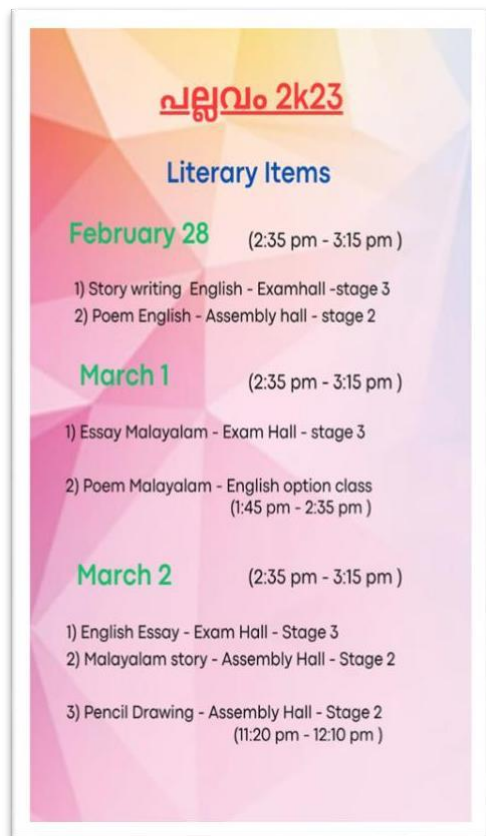 പല്ലവം 2k23
Literary Items
February 28 (2:35 pm - 3:15 pm )
1) Story writing English - Examhall -stage 3
2) Poem English - Assembly hall - stage 2
March 1 (2:35 pm - 3:15 pm )
1) Essay Malayalam - Exam Hall - stage 3
2) Poem Malayalam - English option class
(1:45 pm - 2:35 pm )
March 2 (2:35 pm - 3:15 pm )
1) English Essay - Exam Hall - Stage 3
2) Malayalam story - Assembly Hall - Stage 2
3) Pencil Drawing - Assembly Hall - Stage 2
(11:20 pm - 12:10 pm )